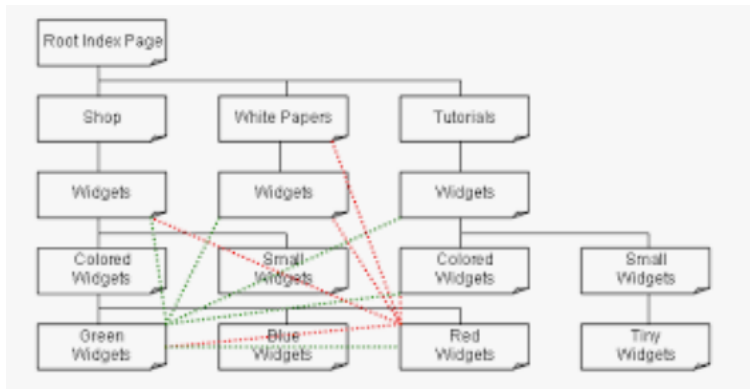 Root Index Page
Shop
White Papers
Tutorials
Widgets
Widgets
Widgets
Colored
Widgets
Small
Widgets
Colored
Widgets
Small
Widgets
Green
Widgets
Blue
Widgets
Red
Widgets
Tiny
Widgets